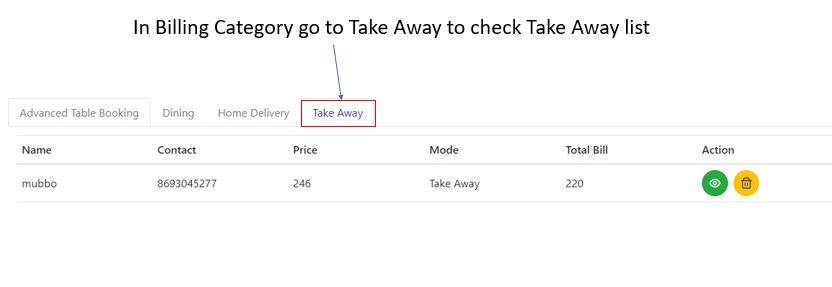 In Billing Category go to Take Away to check Take Away list
Advanced Table Booking Dining Home Delivery Take Away
Name Contact Price Mode Total Bill Action
mubbo 8693045277 246 Take Away 220